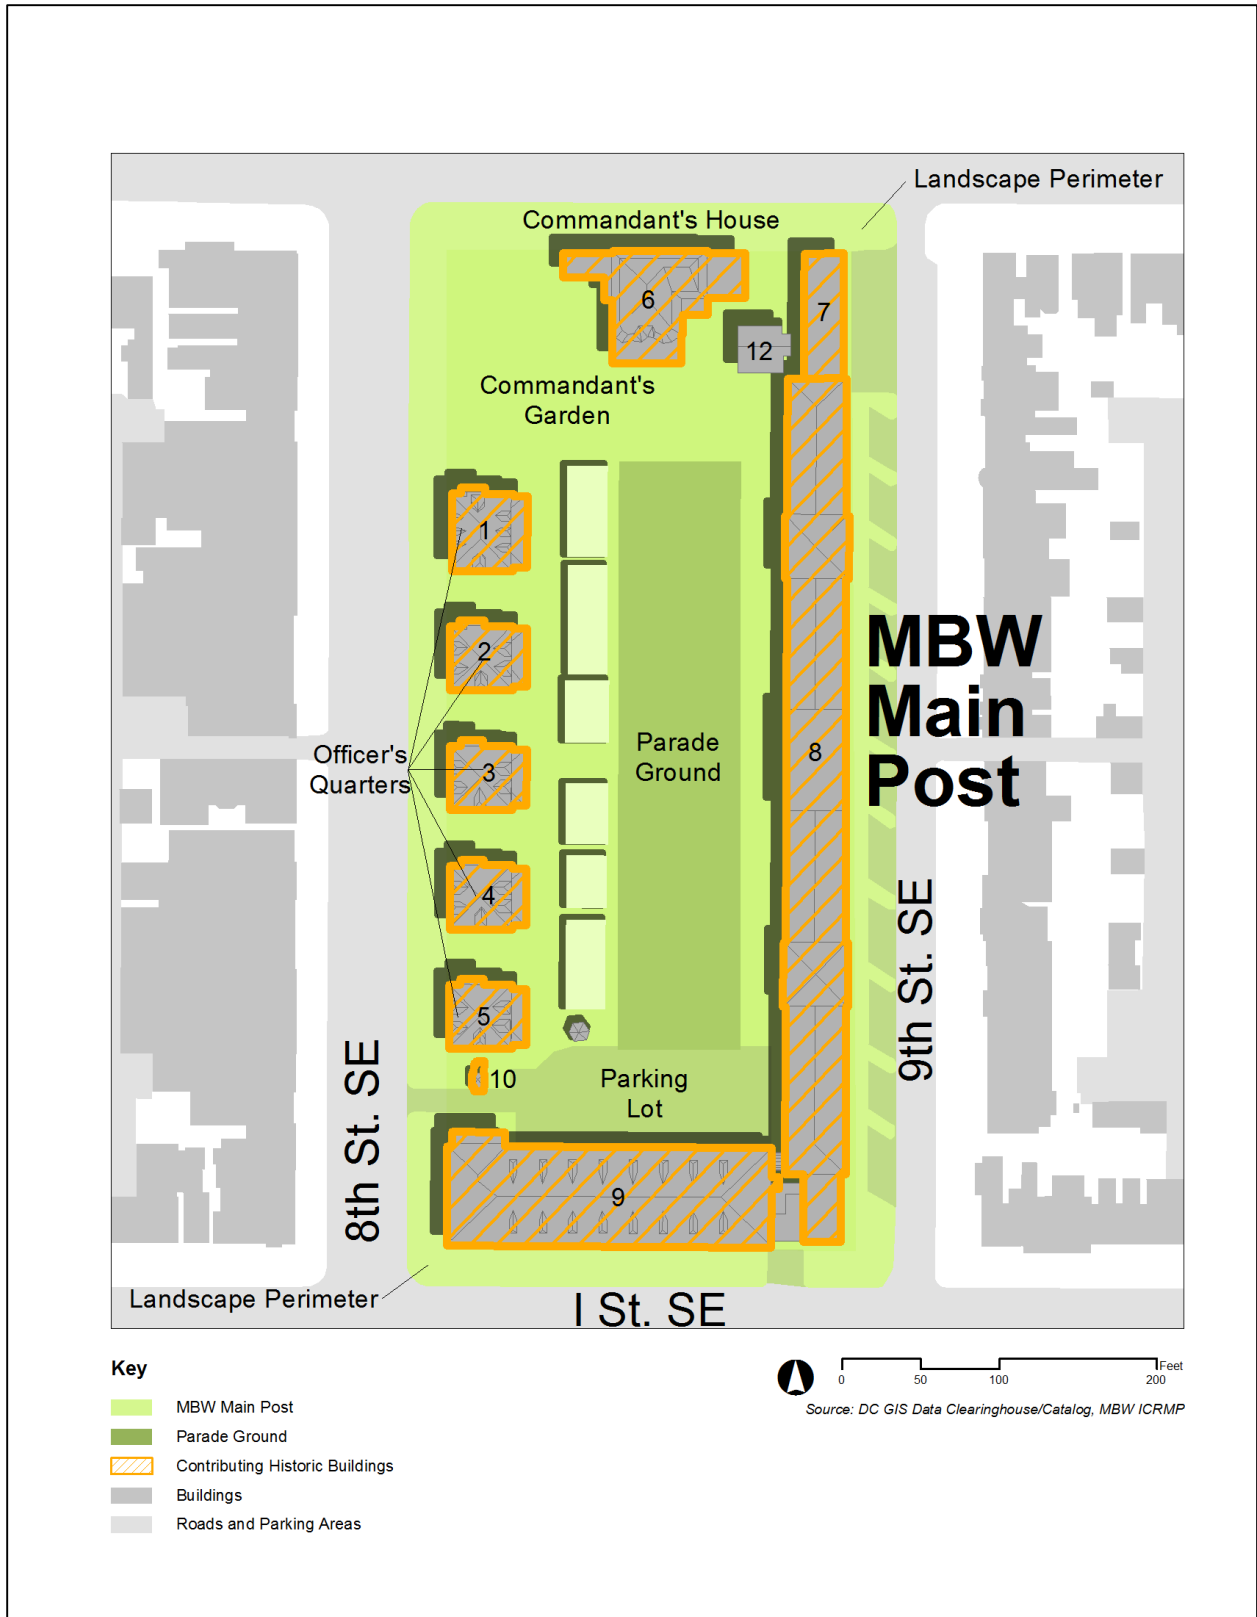 Landscape Perimeter
Commandant's House
6
7
12
Commandant's
Garden
1
2
MBW
Main
Post
Officer's
Quarters
3
Parade
Ground
8
4
9th St. SE
5
10
Parking
Lot
8th St. SE
9
Landscape Perimeter
I St. SE
Key
MBW Main Post
Parade Ground
Contributing Historic Buildings
Buildings
Roads and Parking Areas
Feet
0 50 100 200
Source: DC GIS Data Clearinghouse/Catalog, MBW ICRMP